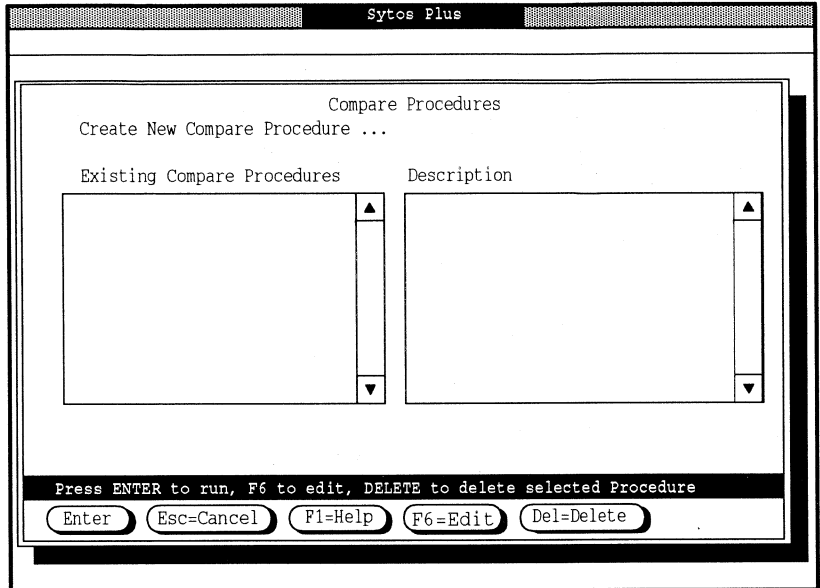 Sytos Plus
Compare Procedures
Create New Compare Procedure ...
Existing Compare Procedures Description
Press ENTER to run, F6 to edit, DELETE to delete selected Procedure
Enter Esc=Cancel F1=Help F6=Edit Del=Delete